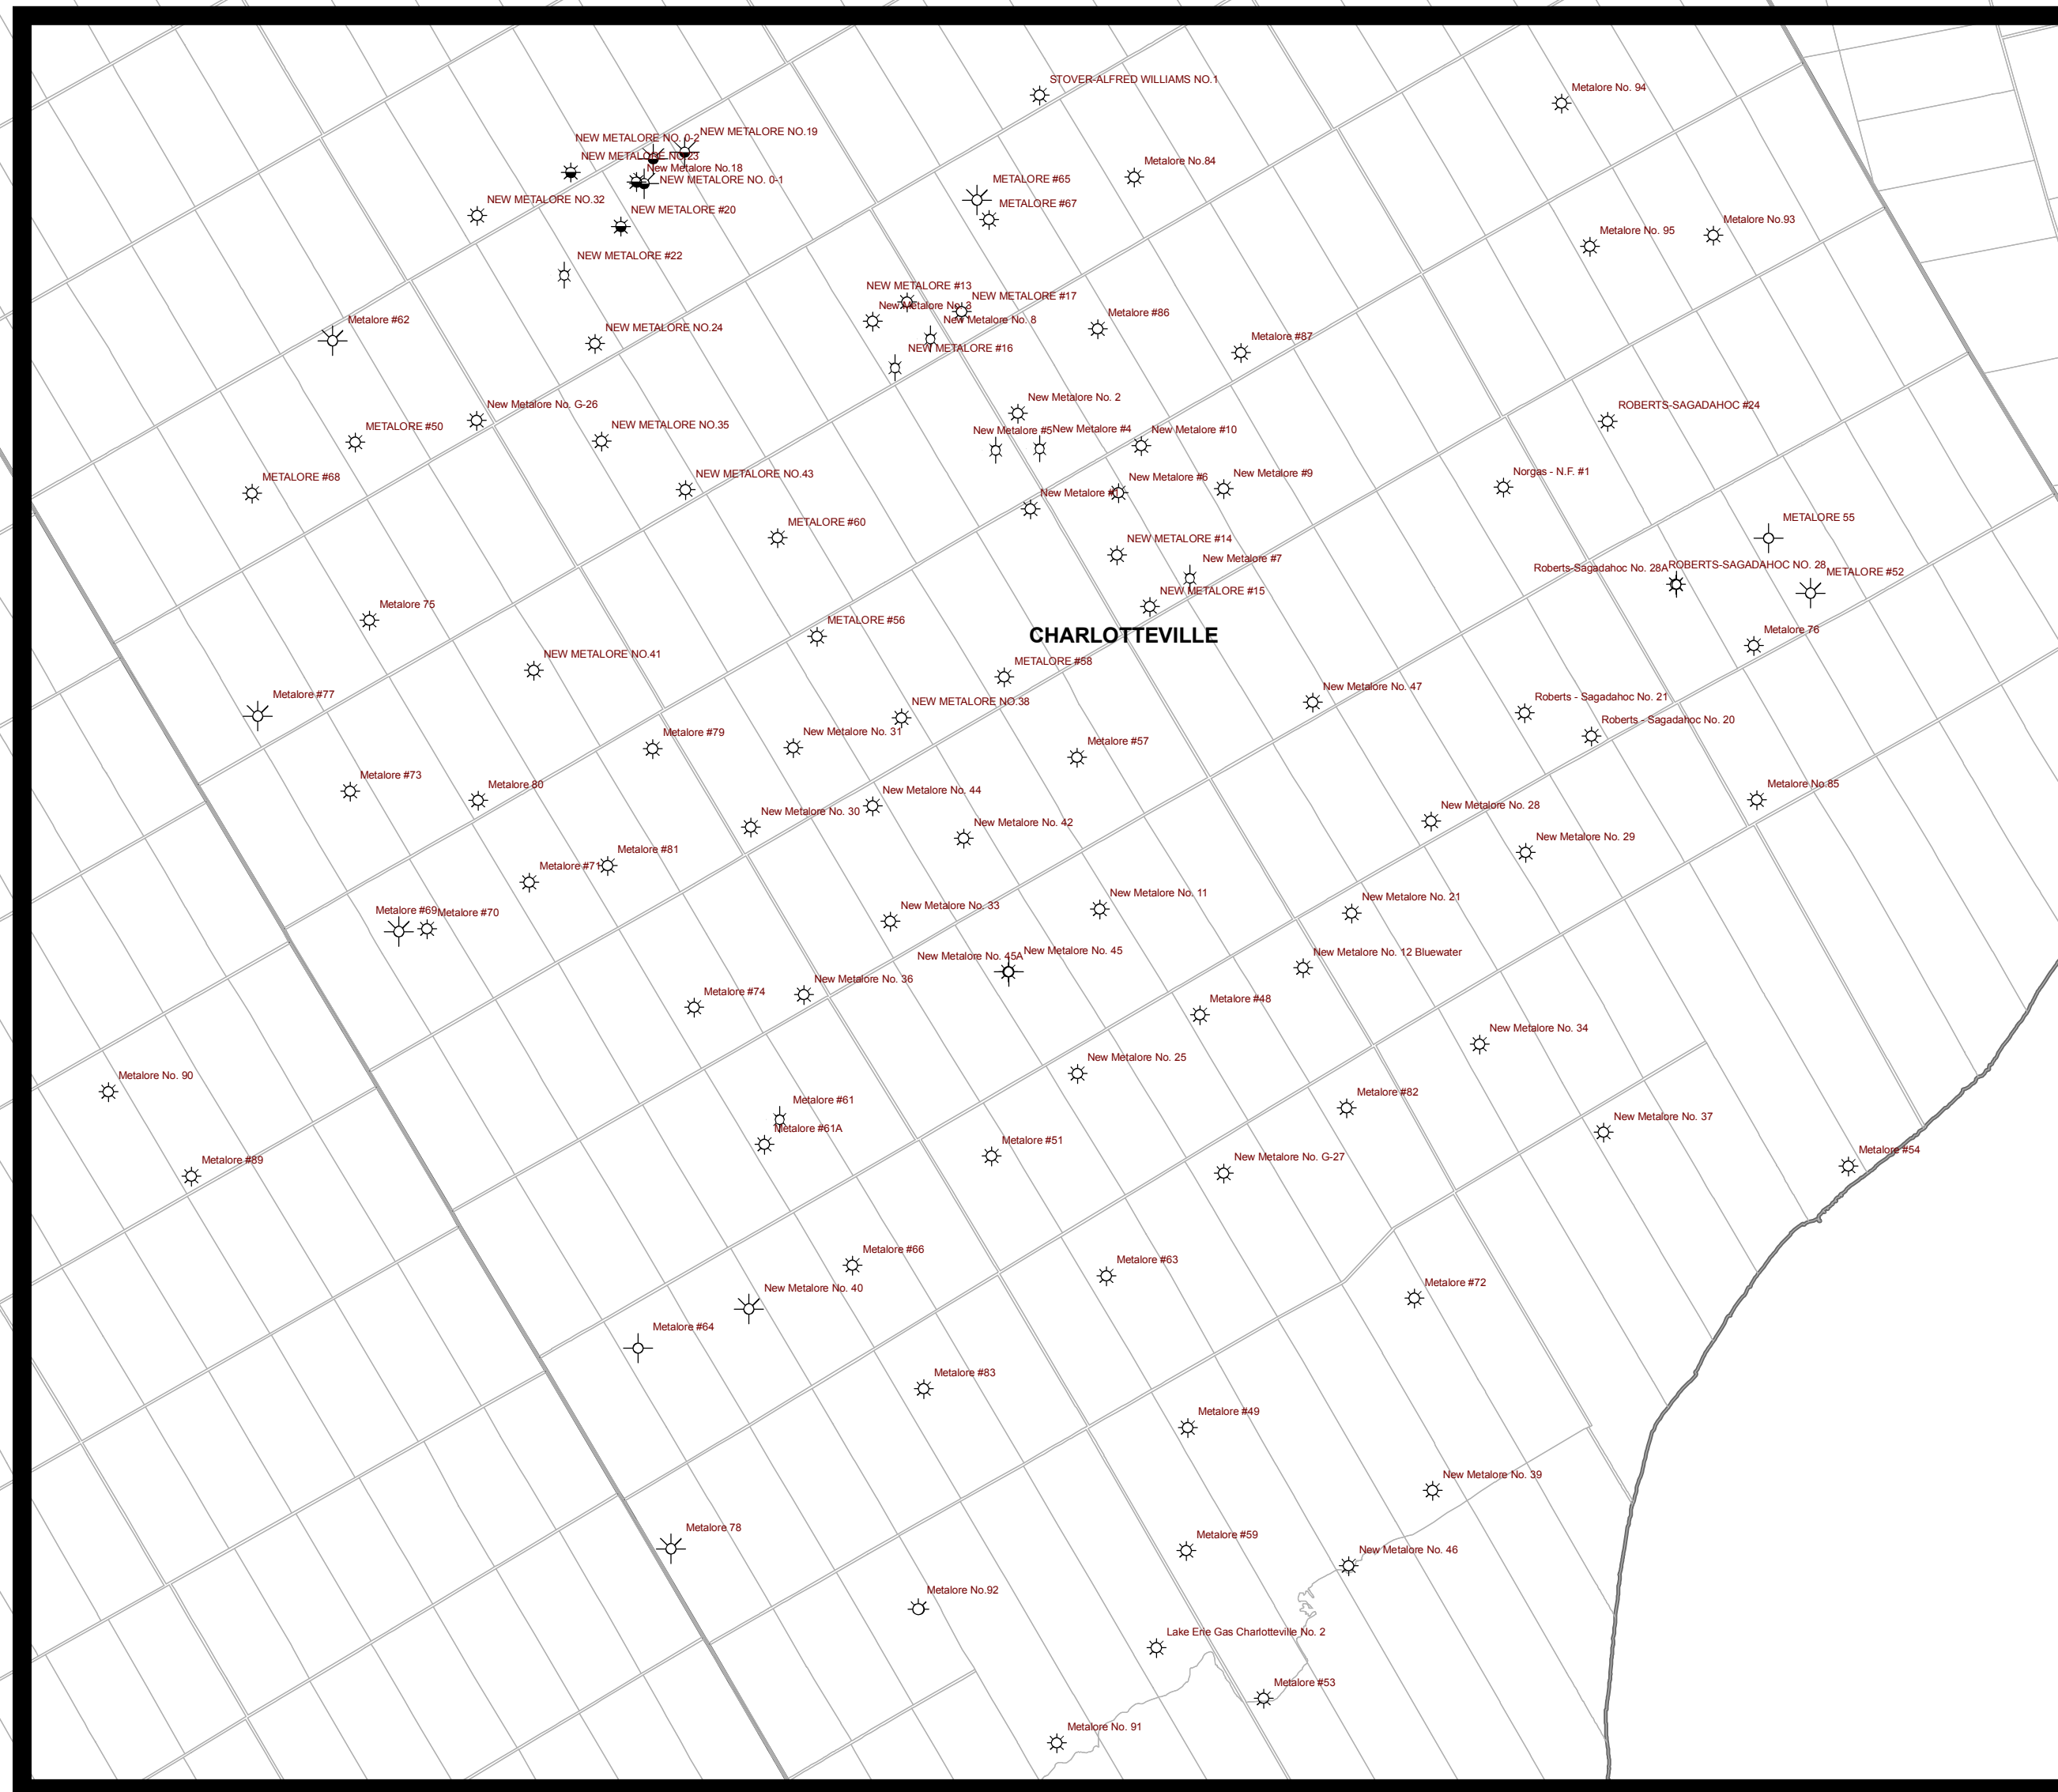 STOVER-ALFRED WILLIAMS NO.1
Metalore No. 94
NEW METALORE NO. 0-2
NEW METALORE NO.19
NEW METALORE NO.23
New Metalore No.18
NEW METALORE NO. 0-1
Metalore No.84
METALORE #65
NEW METALORE NO.32
METALORE #67
NEW METALORE #20
Metalore No.93
Metalore No. 95
NEW METALORE #22
NEW METALORE #13
NEW METALORE #17
New Metalore No. 3
Metalore #62
New Metalore No. 8
Metalore #86
NEW METALORE NO.24
NEW METALORE #16
Metalore #87
New Metalore No. 2
New Metalore No. G-26
ROBERTS-SAGADAHOC #24
METALORE #50
NEW METALORE NO.35
New Metalore #5
New Metalore #4
New Metalore #10
METALORE #68
NEW METALORE NO.43
New Metalore #6
New Metalore #9
Norgas - N.F. #1
New Metalore #1
METALORE #60
METALORE 55
NEW METALORE #14
New Metalore #7
Roberts-Sagadahoc No. 28A
ROBERTS-SAGADAHOC NO. 28
METALORE #52
NEW METALORE #15
Metalore 75
METALORE #56
CHARLOTTEVILLE
Metalore 76
NEW METALORE NO.41
METALORE #58
Metalore #77
NEW METALORE NO.38
New Metalore No. 47
Roberts - Sagadahoc No. 21
Roberts - Sagadahoc No. 20
Metalore #79
New Metalore No. 31
Metalore #57
Metalore #73
Metalore 80
New Metalore No. 44
Metalore No.85
New Metalore No. 30
New Metalore No. 42
New Metalore No. 28
New Metalore No. 29
Metalore #81
Metalore #71
New Metalore No. 11
New Metalore No. 21
Metalore #69
Metalore #70
New Metalore No. 33
New Metalore No. 45A
New Metalore No. 45
New Metalore No. 12 Bluewater
Metalore #74
New Metalore No. 36
Metalore #48
New Metalore No. 34
New Metalore No. 25
Metalore No. 90
Metalore #61
Metalore #82
Metalore #61A
New Metalore No. 37
Metalore #89
Metalore #51
New Metalore No. G-27
Metalore #54
Metalore #66
Metalore #63
New Metalore No. 40
Metalore #72
Metalore #64
Metalore #83
Metalore #49
New Metalore No. 39
Metalore 78
Metalore #59
New Metalore No. 46
Metalore No.92
Lake Erie Gas Charlotteville No. 2
Metalore #53
Metalore No. 91